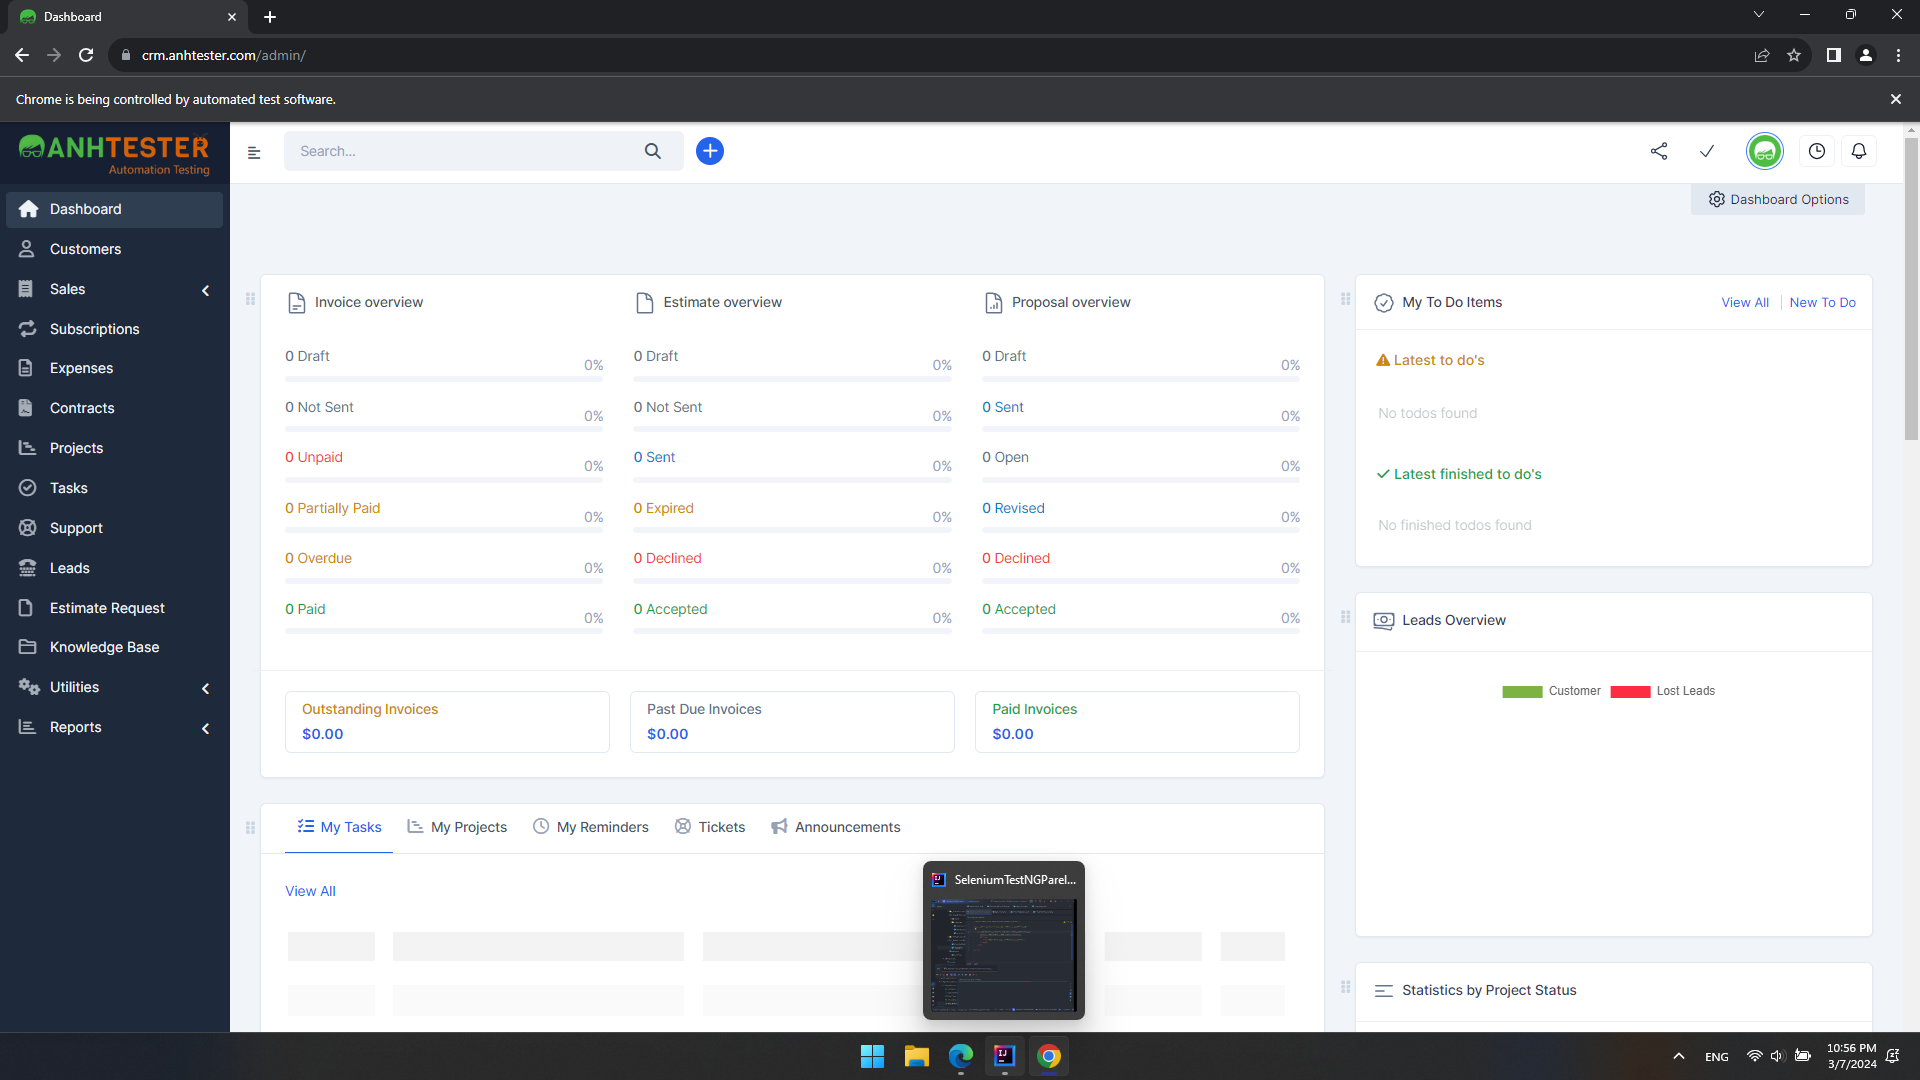 Dashboard
crm.anhtester.com/admin/
Chrome is being controlled by automated test software.
ANHTESTER
Automation Testing
Search...
Dashboard Options
Dashboard
Customers
Sales
Subscriptions
Expenses
Contracts
Projects
Tasks
Support
Leads
Estimate Request
Knowledge Base
Utilities
Reports
Invoice overview
0 Draft
0%
0 Not Sent
0%
0 Unpaid
0%
0 Partially Paid
0%
0 Overdue
0%
0 Paid
0%
Estimate overview
0 Draft
0%
0 Not Sent
0%
0 Sent
0%
0 Expired
0%
0 Declined
0%
0 Accepted
0%
Proposal overview
0 Draft
0%
0 Sent
0%
0 Open
0%
0 Revised
0%
0 Declined
0%
0 Accepted
0%
Outstanding Invoices
$0.00
Past Due Invoices
$0.00
Paid Invoices
$0.00
My Tasks
My Projects
My Reminders
Tickets
Announcements
View All
My To Do Items
View All
New To Do
Latest to do's
No todos found
Latest finished to do's
No finished todos found
Leads Overview
Customer
Lost Leads
Statistics by Project Status
SeleniumTestNGParel...
ENG
10:56 PM
3/7/2024